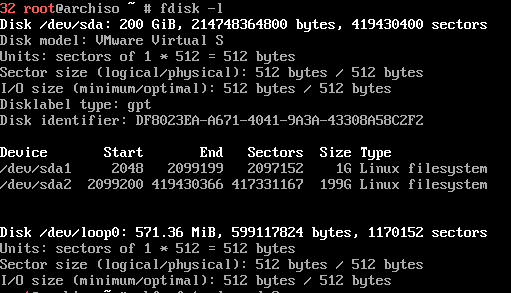 32 root@archiso ~ # fdisk -l
Disk /dev/sda: 200 GiB, 214748364800 bytes, 419430400 sectors
Disk model: VMware Virtual S
Units: sectors of 1 * 512 = 512 bytes
Sector size (logical/physical): 512 bytes / 512 bytes
I/O size (minimum/optimal): 512 bytes / 512 bytes
Disklabel type: gpt
Disk identifier: DF8023EA-A671-4041-9A3A-43308A58C2F2
Device Start End Sectors Size Type
/dev/sda1 2048 2099199 2097152 1G Linux filesystem
/dev/sda2 2099200 419430366 417331167 199G Linux filesystem
Disk /dev/loop0: 571.36 MiB, 599117824 bytes, 1170152 sectors
Units: sectors of 1 * 512 = 512 bytes
Sector size (logical/physical): 512 bytes / 512 bytes
I/O size (minimum/optimal): 512 bytes / 512 bytes